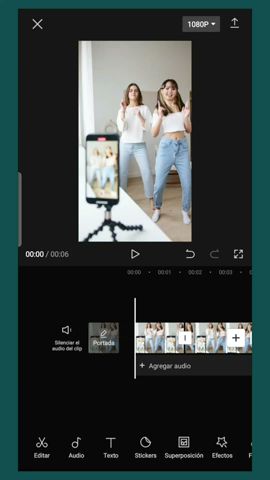 1080P
00:00 / 00:06
00:00 00:01 00:02 00:03
Silenciar el
audio del clip
Portada
+ Agregar audio
Editar Audio Texto Stickers Superposición Efectos F